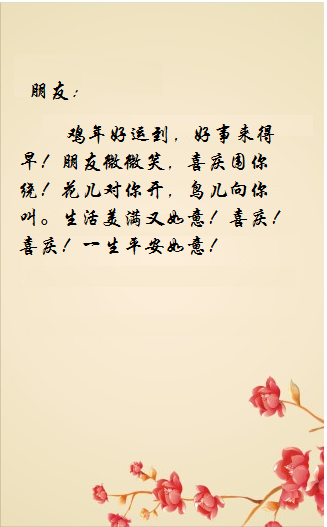 朋友：
鸡年好运到，好事来得
早！朋友微微笑，喜庆围你
绕！花儿对你开，鸟儿向你
叫。生活美满又如意！喜庆！
喜庆！一生平安如意！